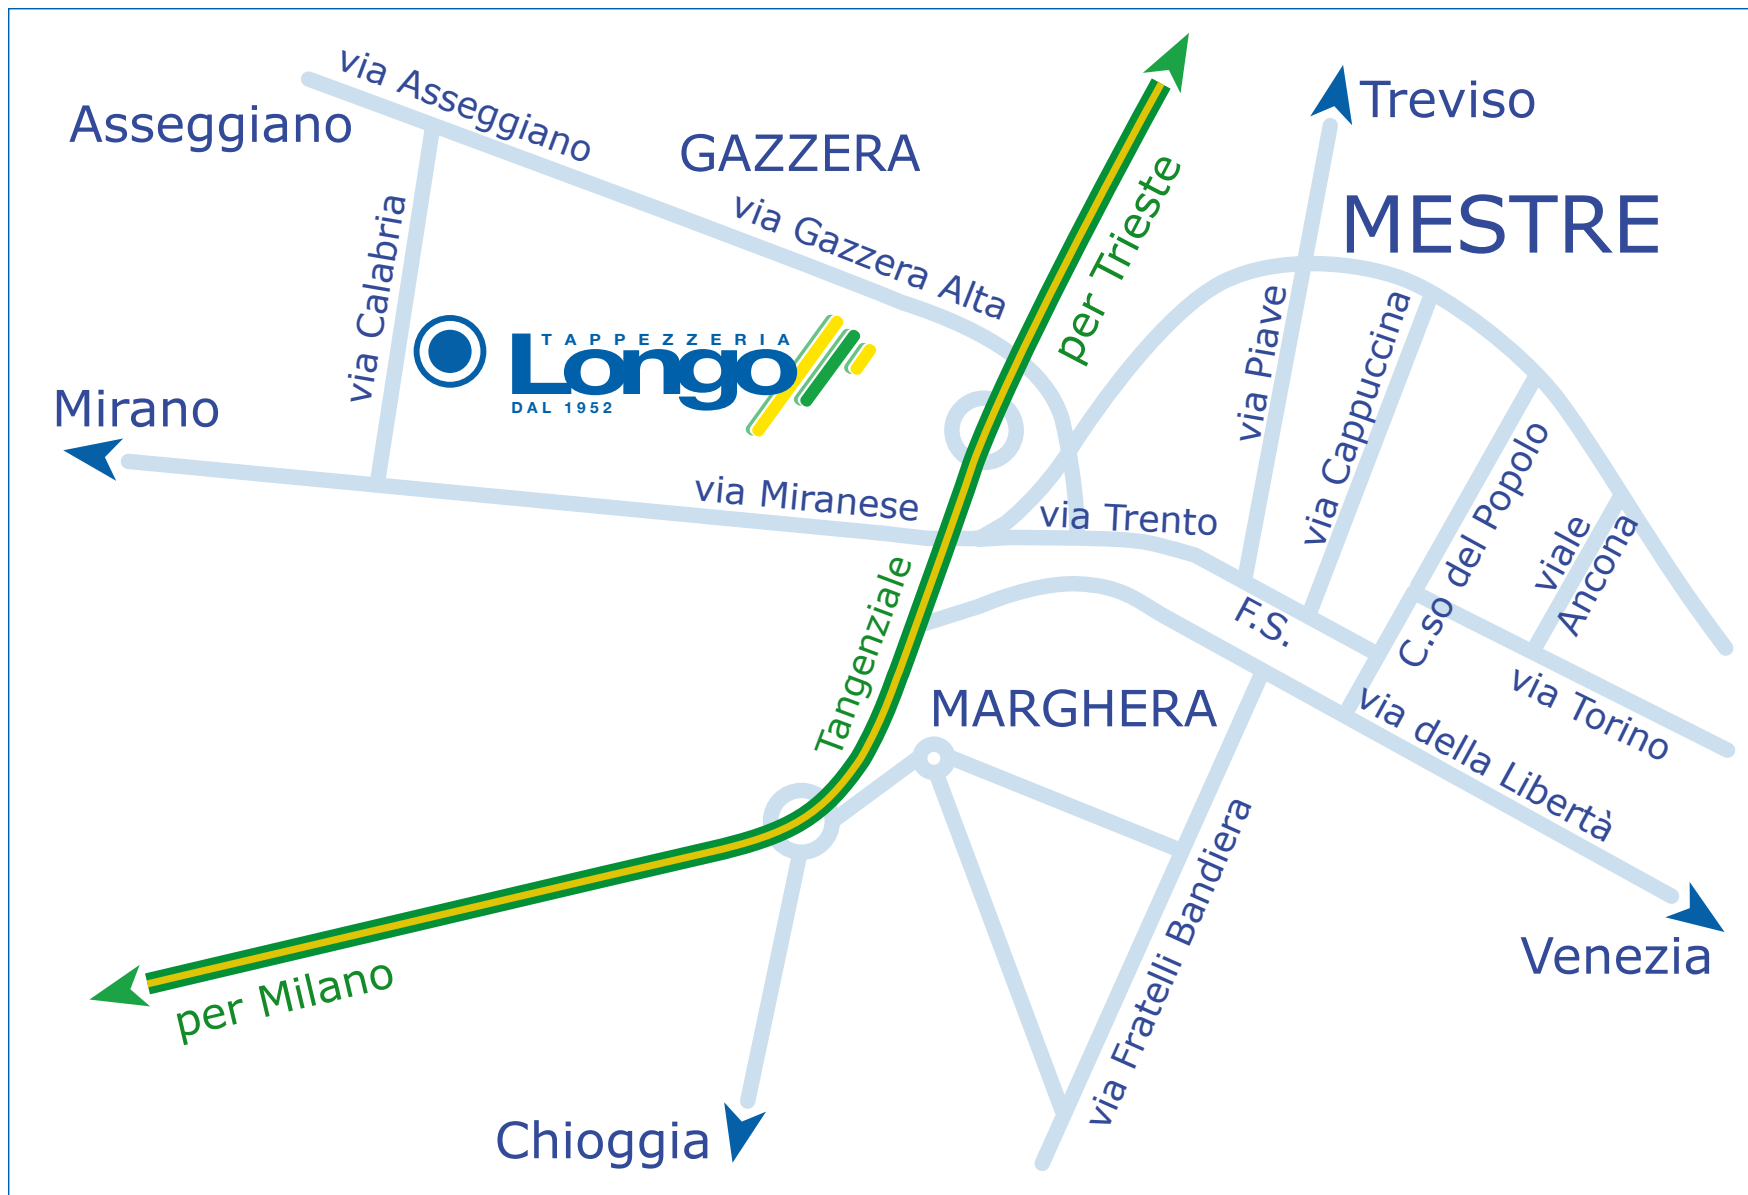 via Asseggiano
Asseggiano
GAZZERA
Treviso
MESTRE
via Gazzera Alta
per Trieste
via Calabria
TAPPEZZERIA
Longo
DAL 1952
via Piave
via Cappuccina
Mirano
via Miranese
via Trento
C.so del Popolo
viale
Ancona
Tangenziale
F.S.
MARGHERA
via Torino
via della Libertà
via Fratelli Bandiera
Venezia
per Milano
Chioggia